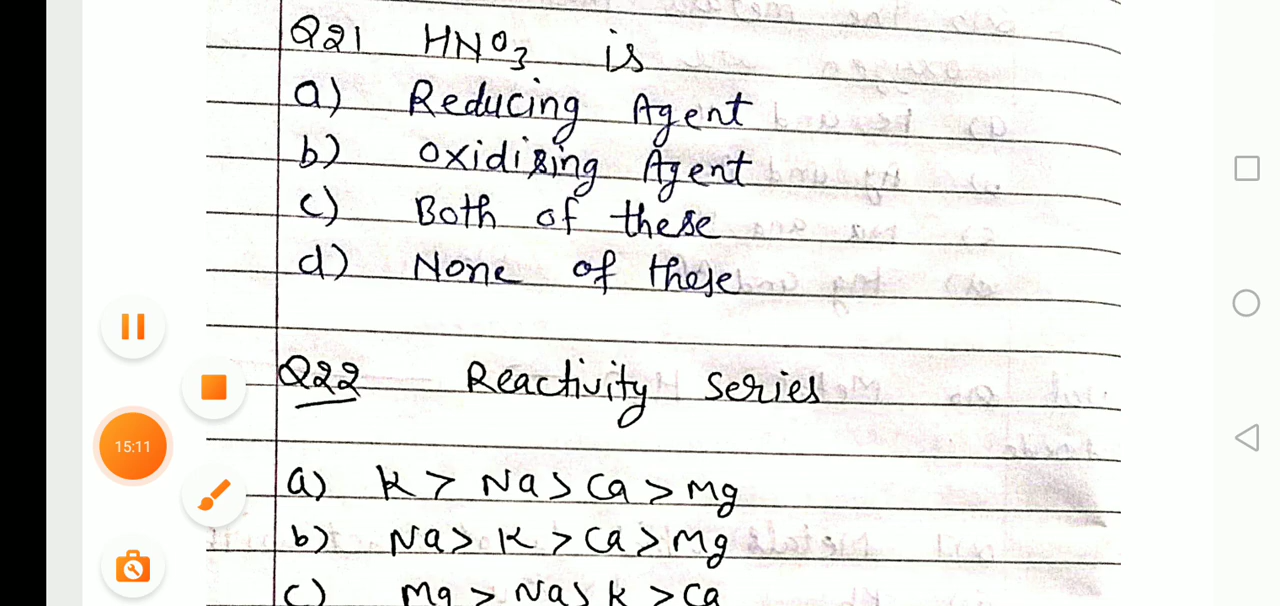 Q21 HNO3 is
a) Reducing Agent
b) Oxidising Agent
c) Both of these
d) None of these
Q22 Reactivity series
a) K > Na > Ca > Mg
b) Na > K > Ca > Mg
c) Mg > Na > K > Ca
15:11